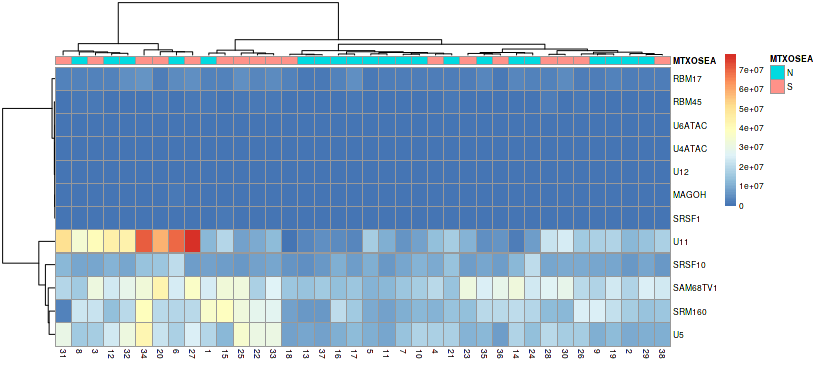 MTXOSEA
MTXOSEA
RBM17
7e+07
N
S
RBM45
6e+07
U6ATAC
5e+07
4e+07
U4ATAC
3e+07
U12
2e+07
MAGOH
1e+07
SRSF1
0
U11
SRSF10
SAM68TV1
SRM160
U5
31 8 3 12 32 34 20 6 27 1 15 25 22 33 18 13 37 16 17 5 11 7 10 4 21 23 35 36 14 24 28 30 26 9 19 2 29 38